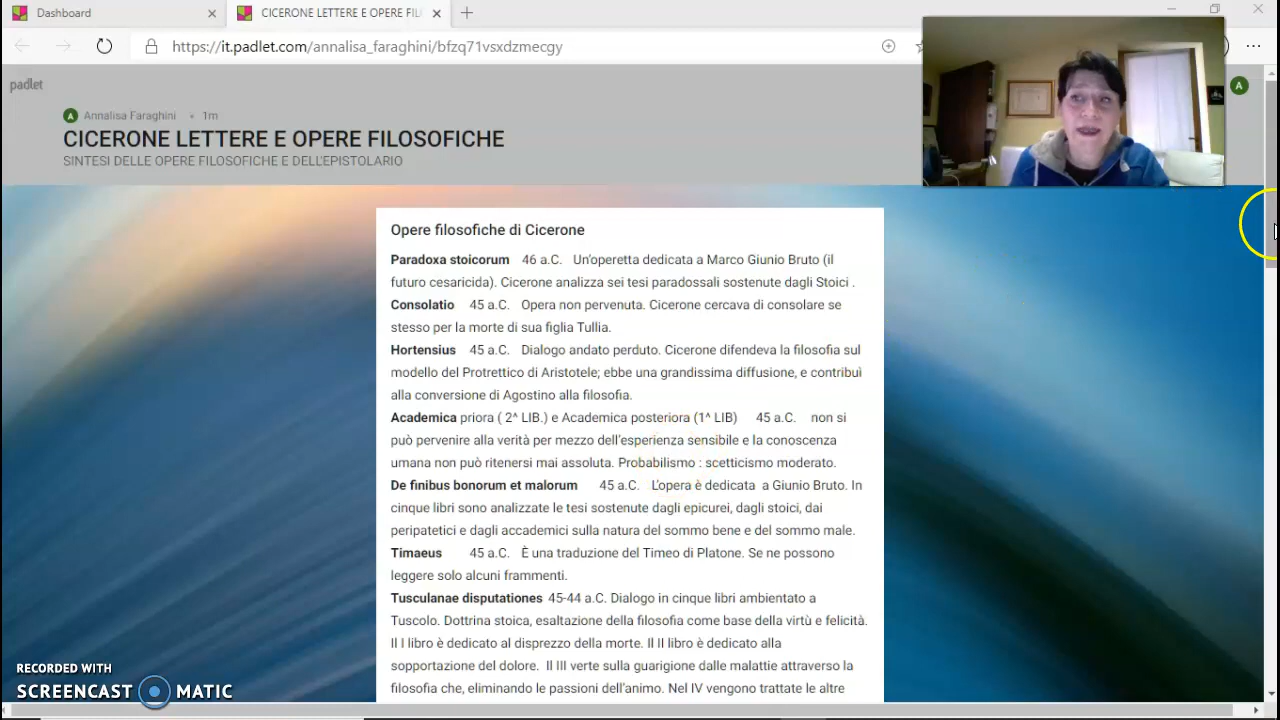 Dashboard
CICERONE LETTERE E OPERE FIL
https://it.padlet.com/annalisa_faraghini/bfzq71vsxdzmecgy
padlet
A Annalisa Faraghini • 1m
A
CICERONE LETTERE E OPERE FILOSOFICHE
SINTESI DELLE OPERE FILOSOFICHE E DELL'EPISTOLARIO
Opere filosofiche di Cicerone
Paradoxa stoicorum 46 a.C. Un'operetta dedicata a Marco Giunio Bruto (il
futuro cesaricida). Cicerone analizza sei tesi paradossali sostenute dagli Stoici .
Consolatio 45 a.C. Opera non pervenuta. Cicerone cercava di consolare se
stesso per la morte di sua figlia Tullia.
Hortensius 45 a.C. Dialogo andato perduto. Cicerone difendeva la filosofia sul
modello del Protrettico di Aristotele; ebbe una grandissima diffusione, e contribuì
alla conversione di Agostino alla filosofia.
Academica priora ( 2^ LIB.) e Academica posteriora (1^ LIB) 45 a.C. non si
può pervenire alla verità per mezzo dell'esperienza sensibile e la conoscenza
umana non può ritenersi mai assoluta. Probabilismo : scetticismo moderato.
De finibus bonorum et malorum 45 a.C. L'opera è dedicata a Giunio Bruto. In
cinque libri sono analizzate le tesi sostenute dagli epicurei, dagli stoici, dai
peripatetici e dagli accademici sulla natura del sommo bene e del sommo male.
Timaeus 45 a.C. È una traduzione del Timeo di Platone. Se ne possono
leggere solo alcuni frammenti.
Tusculanae disputationes 45-44 a.C. Dialogo in cinque libri ambientato a
Tuscolo. Dottrina stoica, esaltazione della filosofia come base della virtù e felicità.
Il I libro è dedicato al disprezzo della morte. Il II libro è dedicato alla
sopportazione del dolore. Il III verte sulla guarigione dalle malattie attraverso la
filosofia che, eliminando le passioni dell'animo. Nel IV vengono trattate le altre
RECORDED WITH
SCREENCAST MATIC